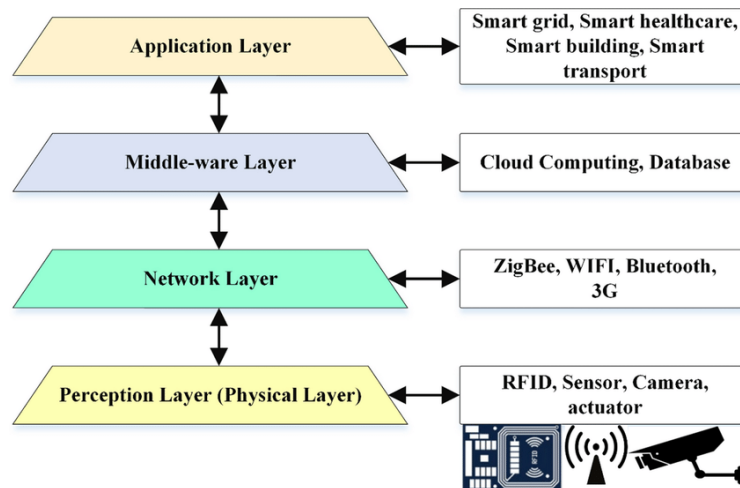 Application Layer
Smart grid, Smart healthcare,
Smart building, Smart
transport
Middle-ware Layer
Cloud Computing, Database
Network Layer
ZigBee, WIFI, Bluetooth,
3G
Perception Layer (Physical Layer)
RFID, Sensor, Camera,
actuator
RFID